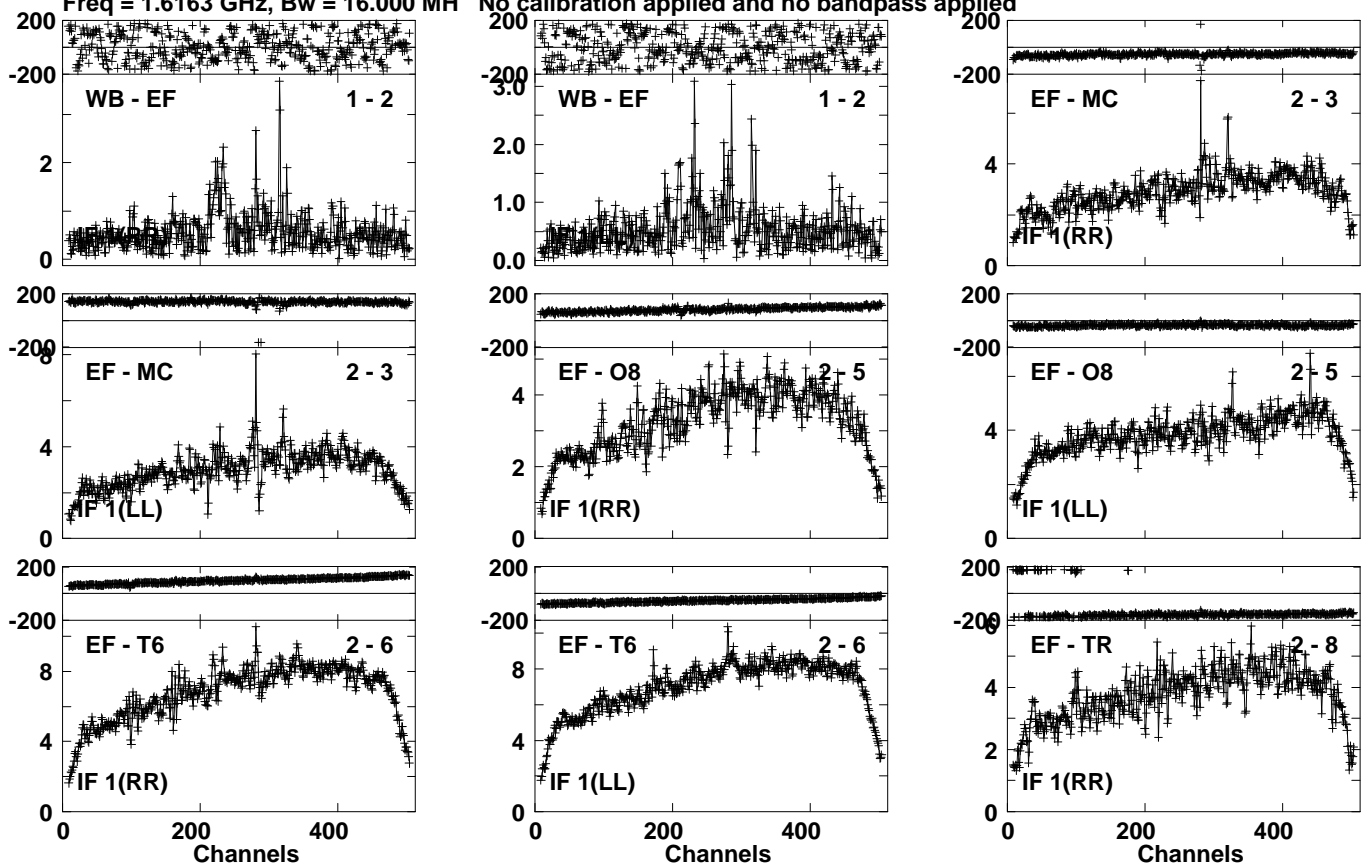 Freq = 1.6163 GHz, Bw = 16.000 MH No calibration applied and no bandpass applied
200 200 200
-200 -200 -200
WB - EF 1 - 2 WB - EF 1 - 2 EF - MC 2 - 3
3.0
2 2.0 4
1.0
IF 1(RR)
0 0.0 0
200 200 200
-200 -200 -200
8
EF - MC 2 - 3 EF - O8 2 - 5 EF - O8 2 - 5
4 4 4
2
IF 1(LL) IF 1(RR) IF 1(LL)
0 0 0
200 200 200
-200 -200 -200
6
EF - T6 2 - 6 EF - T6 2 - 6 EF - TR 2 - 8
8 8 4
4 4 2
IF 1(RR) IF 1(LL) IF 1(RR)
0 0 0
0 200 400 0 200 400 0 200 400
Channels Channels Channels